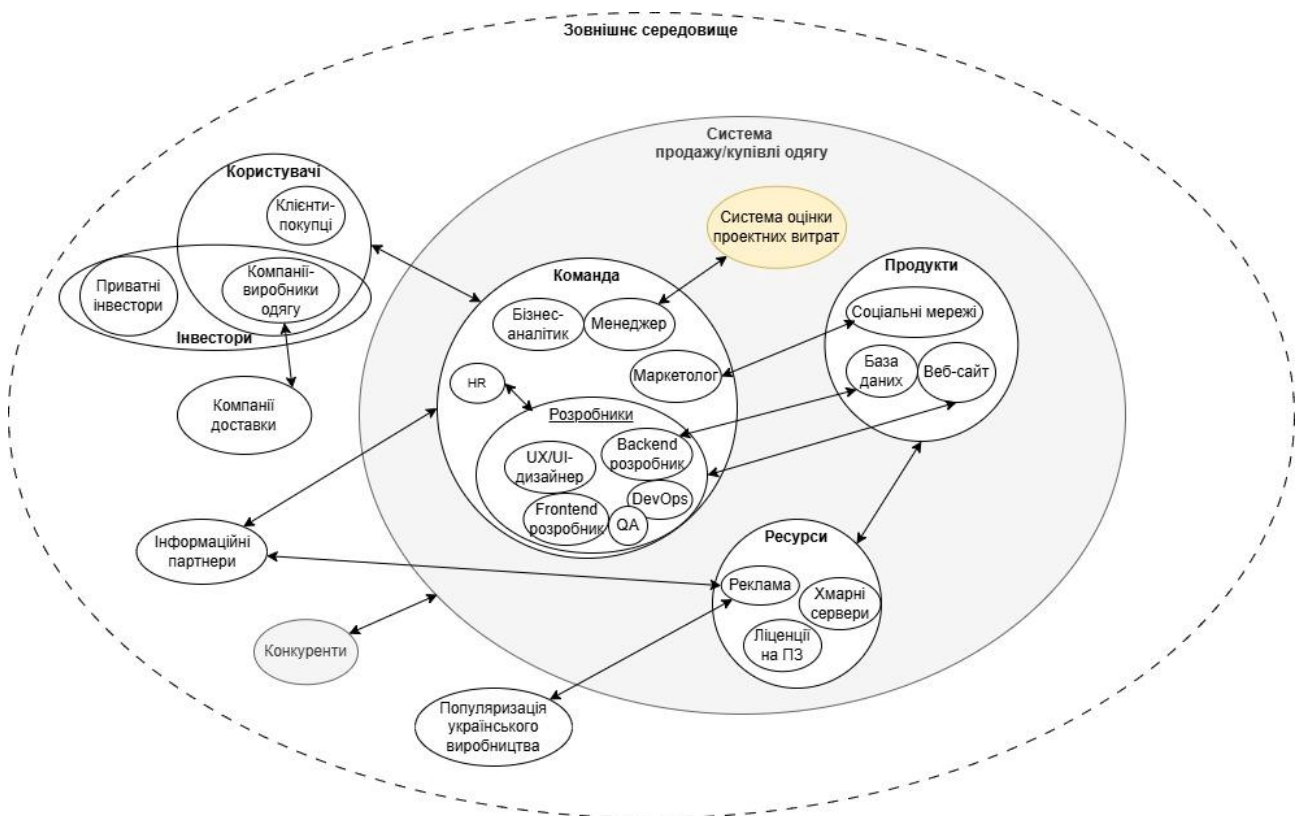 Зовнішнє середовище
Система
продажу/купівлі одягу
Користувачі
Клієнти-
покупці
Приватні
інвестори
Компанії-
виробники
одягу
Інвестори
Компанії
доставки
Система оцінки
проектних витрат
Команда
Бізнес-
аналітик
Менеджер
Маркетолог
HR
Розробники
UX/UI-
дизайнер
Backend
розробник
DevOps
Frontend
розробник
QA
Продукти
Соціальні мережі
База
даних
Веб-сайт
Інформаційні
партнери
Ресурси
Реклама
Хмарні
сервери
Ліценції
на ПЗ
Конкуренти
Популяризація
українського
виробництва